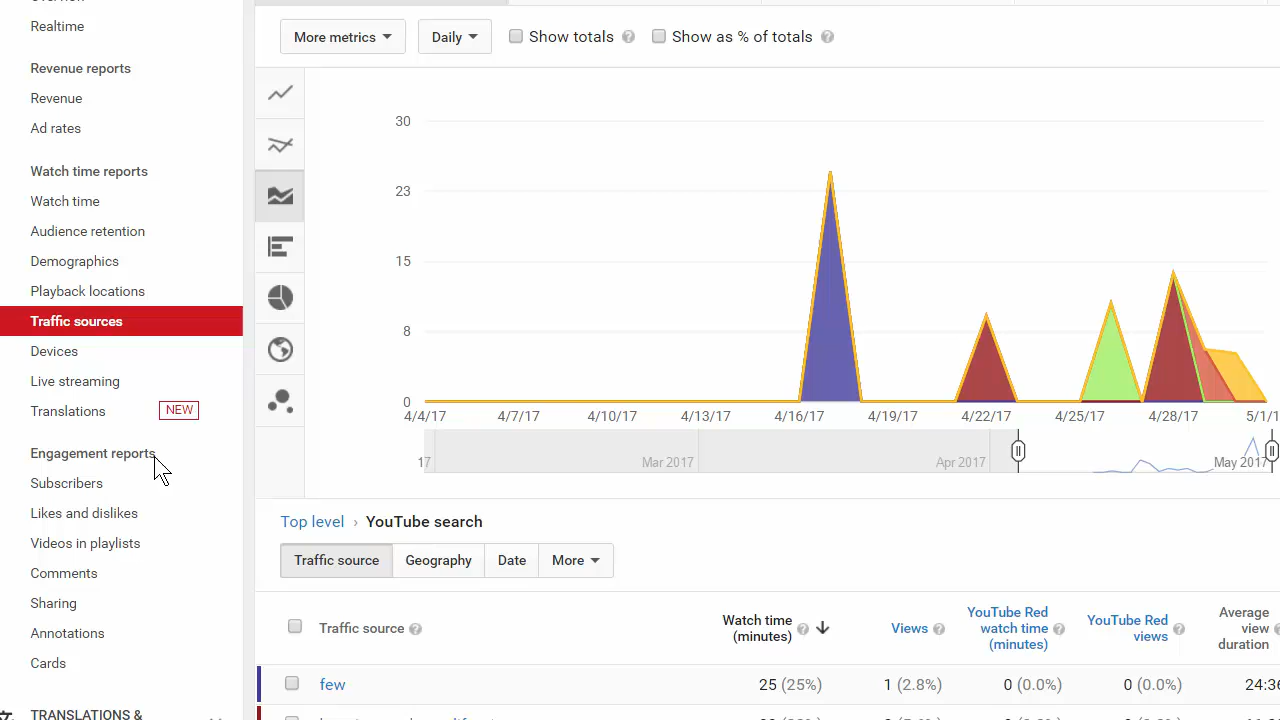 Realtime
Revenue reports
Revenue
Ad rates
Watch time reports
Watch time
Audience retention
Demographics
Playback locations
Traffic sources
Devices
Live streaming
Translations NEW
Engagement reports
Subscribers
Likes and dislikes
Videos in playlists
Comments
Sharing
Annotations
Cards
TRANSLATIONS &
More metrics Daily Show totals ? Show as % of totals ?
30
23
15
8
0
4/4/17 4/7/17 4/10/17 4/13/17 4/16/17 4/19/17 4/22/17 4/25/17 4/28/17 5/1/1
17 Mar 2017 Apr 2017 May 2017
Top level › YouTube search
Traffic source Geography Date More
Traffic source ?
Watch time
(minutes) ?
Views ?
YouTube Red
watch time ?
(minutes)
YouTube Red
views ?
Average
view
duration
few 25 (25%) 1 (2.8%) 0 (0.0%) 0 (0.0%) 24:36